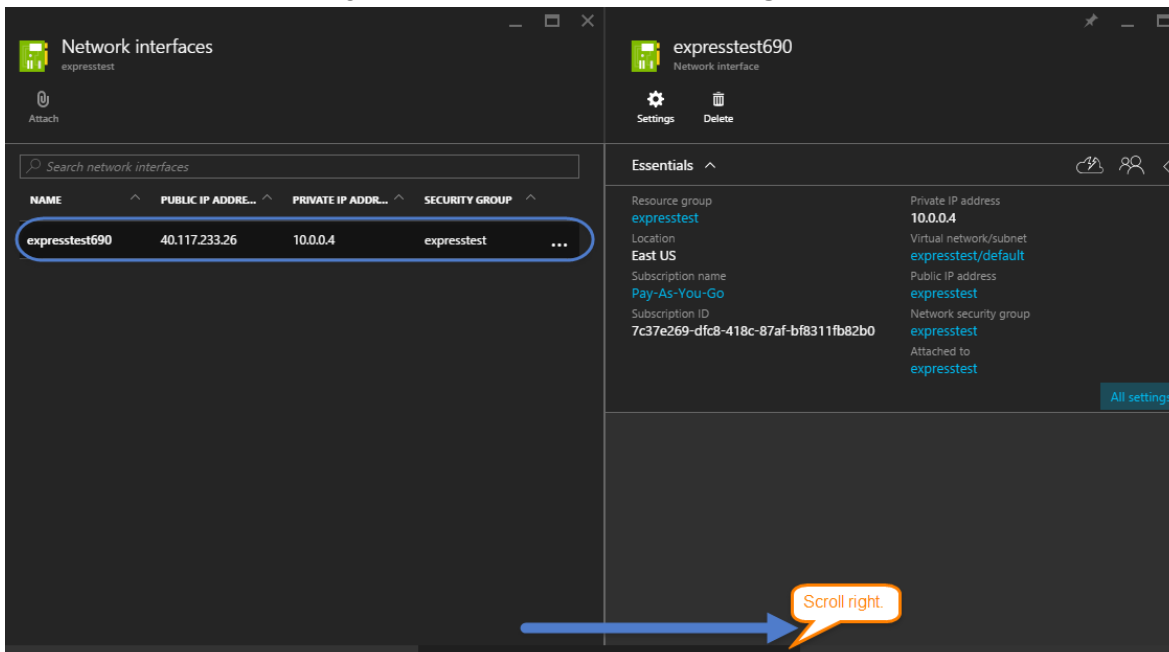 Network interfaces
expresstest
Attach
Search network interfaces
NAME PUBLIC IP ADDRE... PRIVATE IP ADDR... SECURITY GROUP
expresstest690 40.117.233.26 10.0.0.4 expresstest ...
expresstest690
Network interface
Settings Delete
Essentials
Resource group
expresstest
Location
East US
Subscription name
Pay-As-You-Go
Subscription ID
7c37e269-dfc8-418c-87af-bf8311fb82b0
Private IP address
10.0.0.4
Virtual network/subnet
expresstest/default
Public IP address
expresstest
Network security group
expresstest
Attached to
expresstest
All settings
Scroll right.